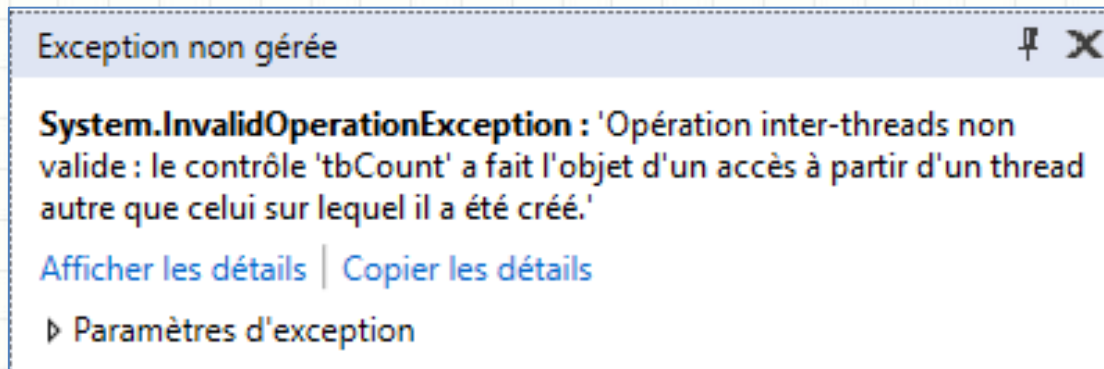 Exception non gérée
System.InvalidOperationException : 'Opération inter-threads non
valide : le contrôle 'tbCount' a fait l'objet d'un accès à partir d'un thread
autre que celui sur lequel il a été créé.'
Afficher les détails | Copier les détails
Paramètres d'exception